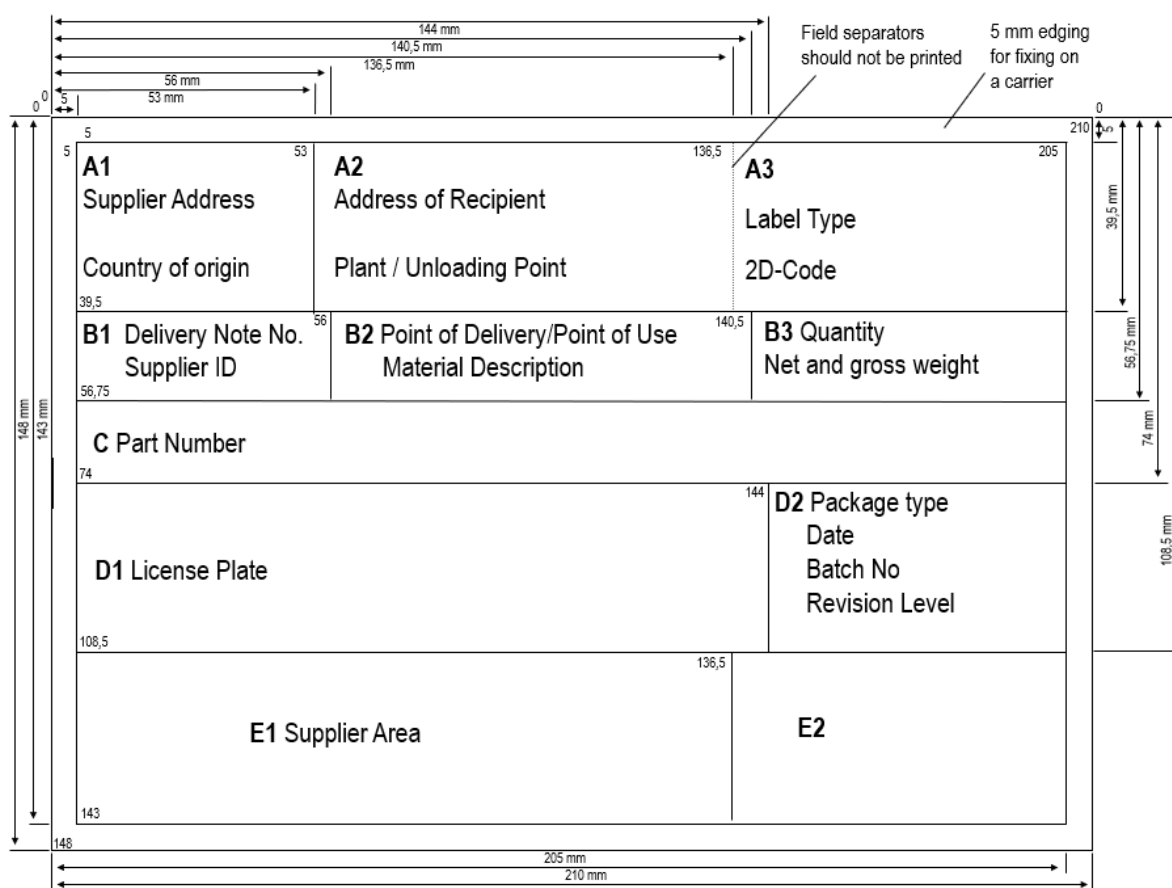 144 mm
140,5 mm
136,5 mm
56 mm
53 mm
Field separators
should not be printed
5 mm edging
for fixing on
a carrier
0
0
5
0
210
5
5
5
53
136,5
205
A1
Supplier Address
Country of origin
39,5
A2
Address of Recipient
Plant / Unloading Point
A3
Label Type
2D-Code
39,5 mm
B1 Delivery Note No.
Supplier ID
56
56,75
B2 Point of Delivery/Point of Use
Material Description
140,5
B3 Quantity
Net and gross weight
56,75 mm
C Part Number
74
74 mm
148 mm
143 mm
D1 License Plate
144
108,5
D2 Package type
Date
Batch No
Revision Level
108,5 mm
136,5
E1 Supplier Area
E2
143
148
205 mm
210 mm